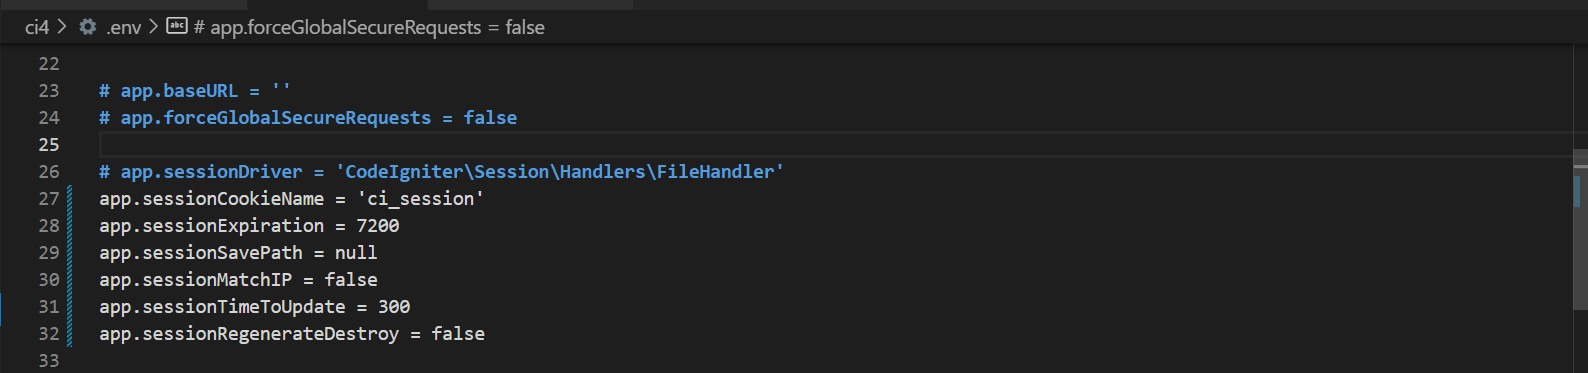 ci4 > .env > abc # app.forceGlobalSecureRequests = false
22
23 # app.baseURL = ''
24 # app.forceGlobalSecureRequests = false
25
26 # app.sessionDriver = 'CodeIgniter\Session\Handlers\FileHandler'
27 app.sessionCookieName = 'ci_session'
28 app.sessionExpiration = 7200
29 app.sessionSavePath = null
30 app.sessionMatchIP = false
31 app.sessionTimeToUpdate = 300
32 app.sessionRegenerateDestroy = false
33